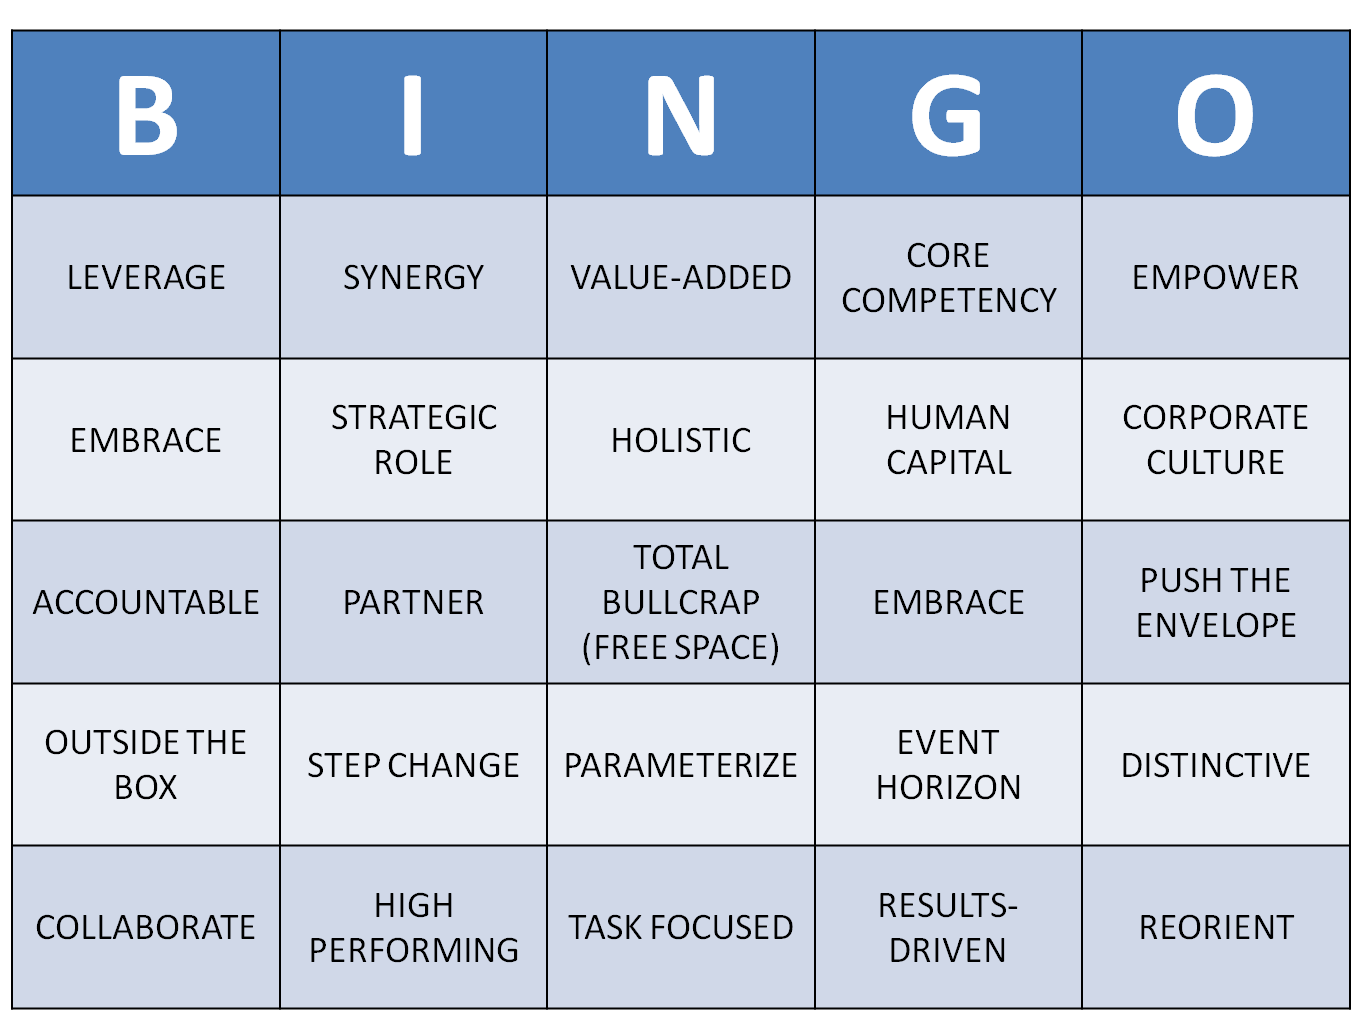 B I N G O
LEVERAGE
SYNERGY
VALUE-ADDED
CORE
COMPETENCY
EMPOWER
EMBRACE
STRATEGIC
ROLE
HOLISTIC
HUMAN
CAPITAL
CORPORATE
CULTURE
ACCOUNTABLE
PARTNER
TOTAL
BULLCRAP
(FREE SPACE)
EMBRACE
PUSH THE
ENVELOPE
OUTSIDE THE
BOX
STEP CHANGE
PARAMETERIZE
EVENT
HORIZON
DISTINCTIVE
COLLABORATE
HIGH
PERFORMING
TASK FOCUSED
RESULTS-
DRIVEN
REORIENT